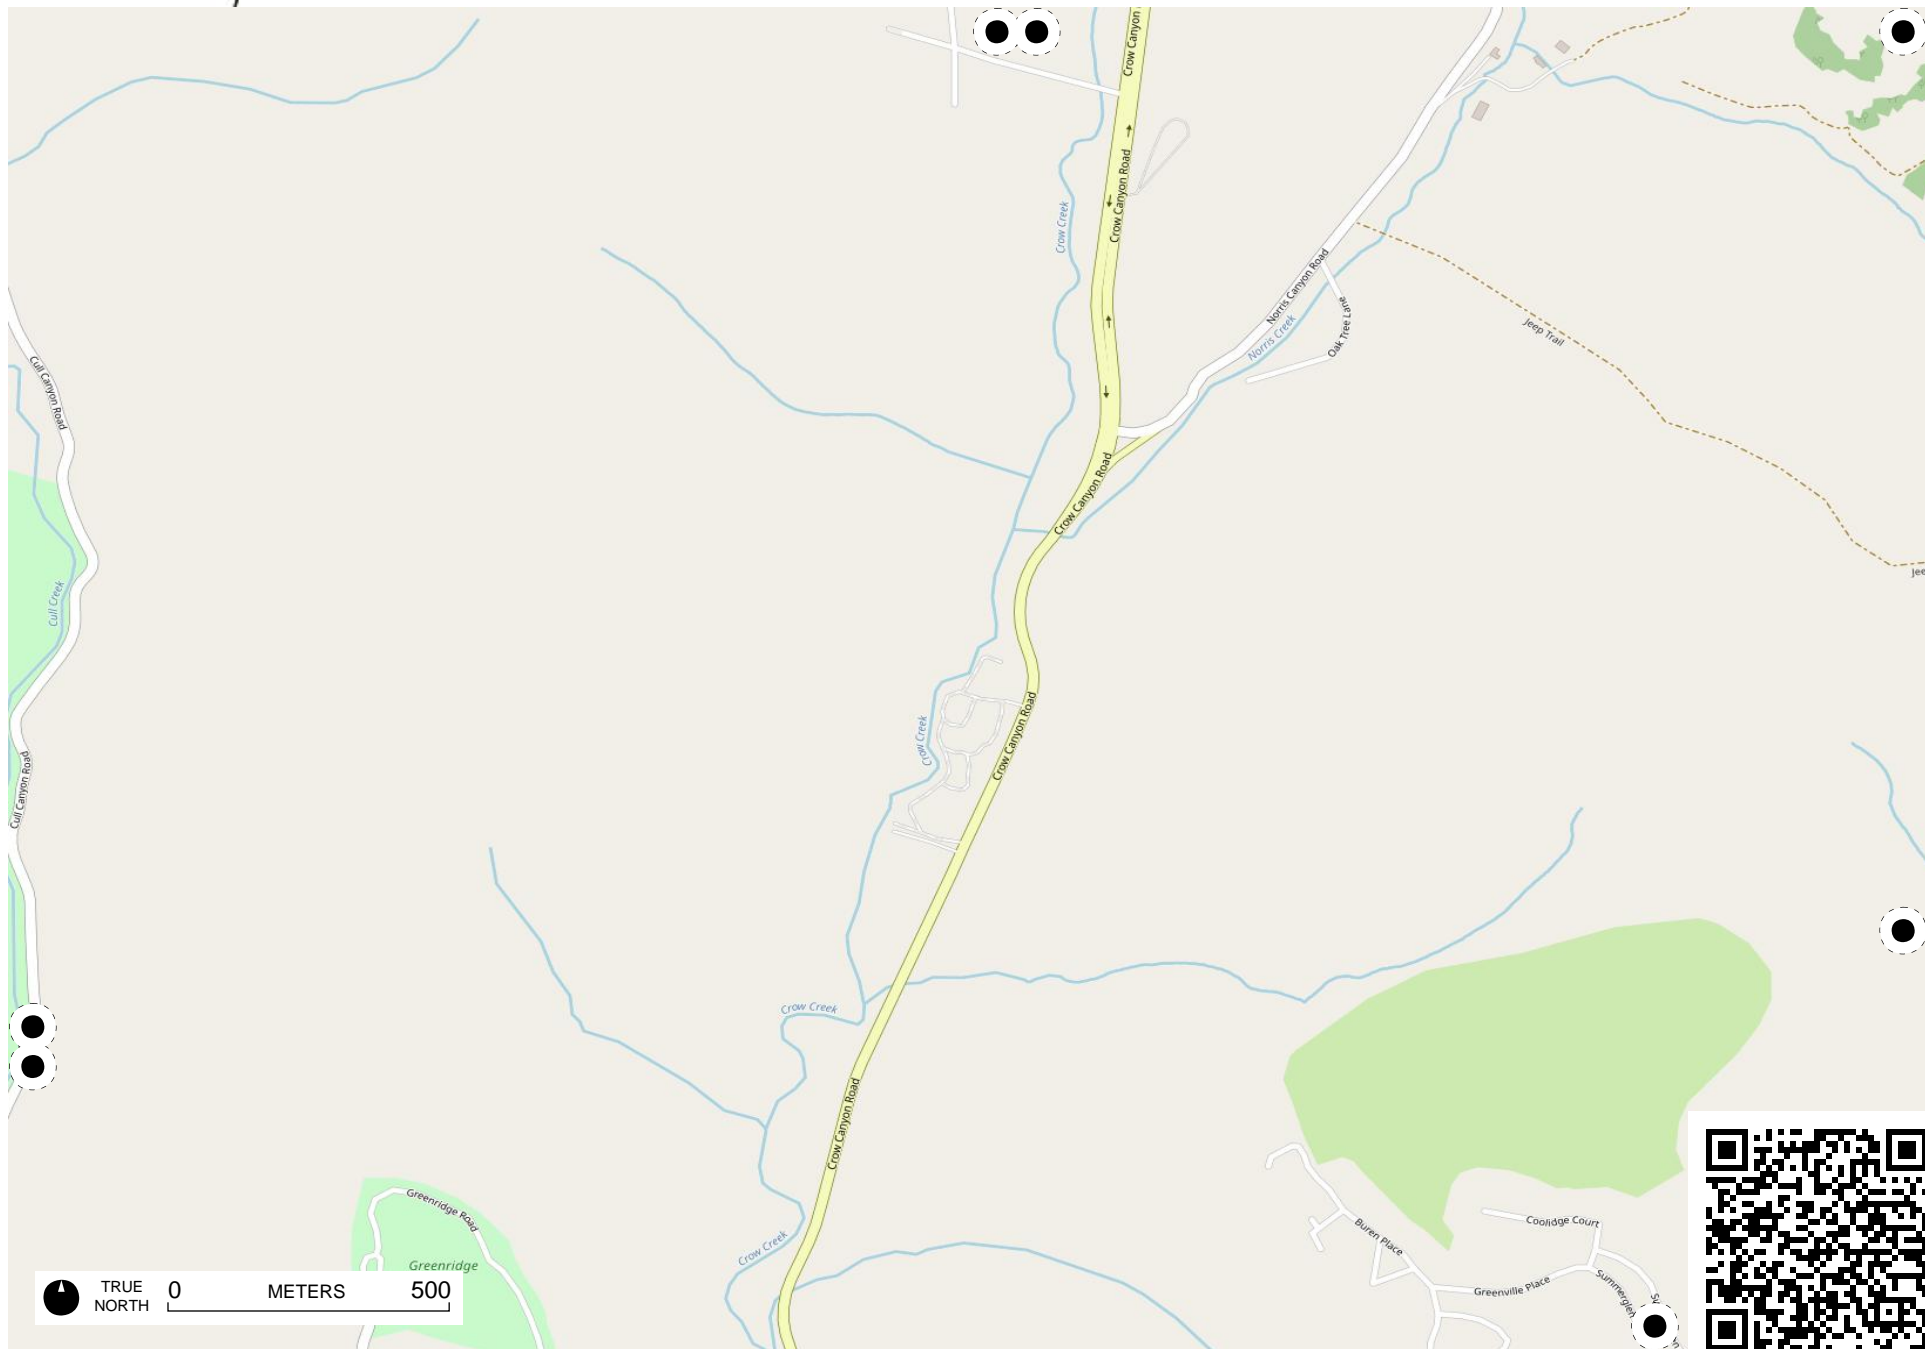 Crow Canyon
Crow Canyon Road
Crow Creek
Norris Canyon Road
Norris Creek
Oak Tree Lane
Jeep Trail
Cull Canyon Road
Crow Canyon Road
Jee
Cull Creek
Crow Canyon Road
Crow Creek
Cull Canyon Road
Crow Creek
Crow Canyon Road
Greenridge Road
Coolidge Court
Buren Place
Crow Creek
Greenridge
Greenville Place
Summerglen
TRUE
NORTH
0 METERS 500